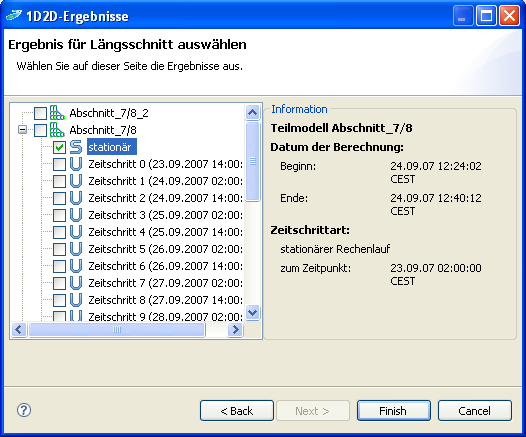 1D2D-Ergebnisse
Ergebnis für Längsschnitt auswählen
Wählen Sie auf dieser Seite die Ergebnisse aus.
Abschnitt_7/8_2
Abschnitt_7/8
stationär
Zeitschritt 0 (23.09.2007 14:00:
Zeitschritt 1 (24.09.2007 02:00:
Zeitschritt 2 (24.09.2007 14:00:
Zeitschritt 3 (25.09.2007 02:00:
Zeitschritt 4 (25.09.2007 14:00:
Zeitschritt 5 (26.09.2007 02:00:
Zeitschritt 6 (26.09.2007 14:00:
Zeitschritt 7 (27.09.2007 02:00:
Zeitschritt 8 (27.09.2007 14:00:
Zeitschritt 9 (28.09.2007 02:00:
Information
Teilmodell Abschnitt_7/8
Datum der Berechnung:
Beginn: 24.09.07 12:24:02
CEST
Ende: 24.09.07 12:40:12
CEST
Zeitschrittart:
stationärer Rechenlauf
zum Zeitpunkt: 23.09.07 02:00:00
CEST
?
< Back Next > Finish Cancel